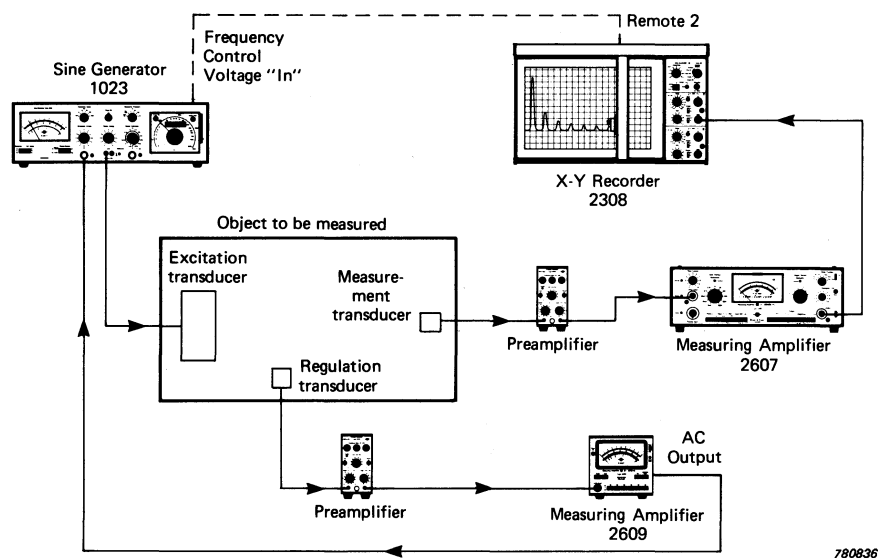 Remote 2
Frequency
Control
Voltage "In"
Sine Generator
1023
X-Y Recorder
2308
Object to be measured
Excitation
transducer
Measure-
ment
transducer
Preamplifier
Measuring Amplifier
2607
Regulation
transducer
Preamplifier
AC
Output
Measuring Amplifier
2609
780836